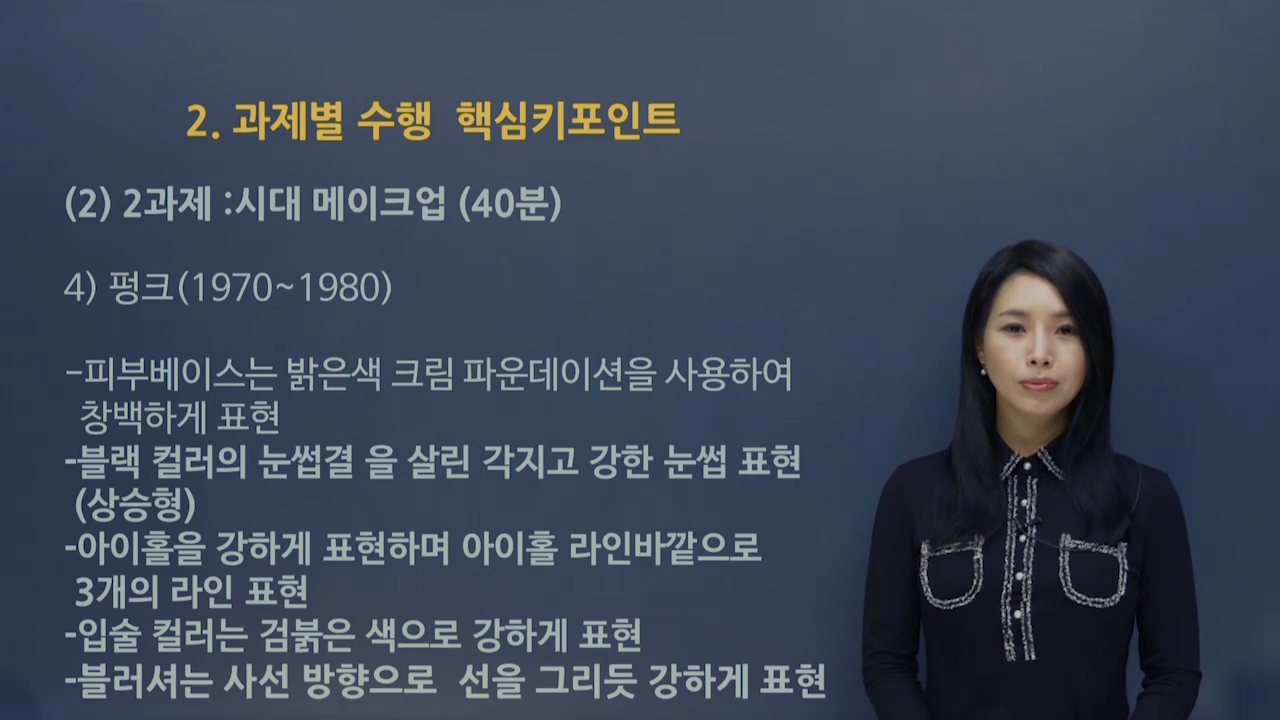 2. 과제별 수행 핵심키포인트
(2) 2과제 :시대 메이크업 (40분)
4) 펑크(1970~1980)
-피부베이스는 밝은색 크림 파운데이션을 사용하여
창백하게 표현
-블랙 컬러의 눈썹결 을 살린 각지고 강한 눈썹 표현
(상승형)
-아이홀을 강하게 표현하며 아이홀 라인바깥으로
3개의 라인 표현
-입술 컬러는 검붉은 색으로 강하게 표현
-블러셔는 사선 방향으로 선을 그리듯 강하게 표현